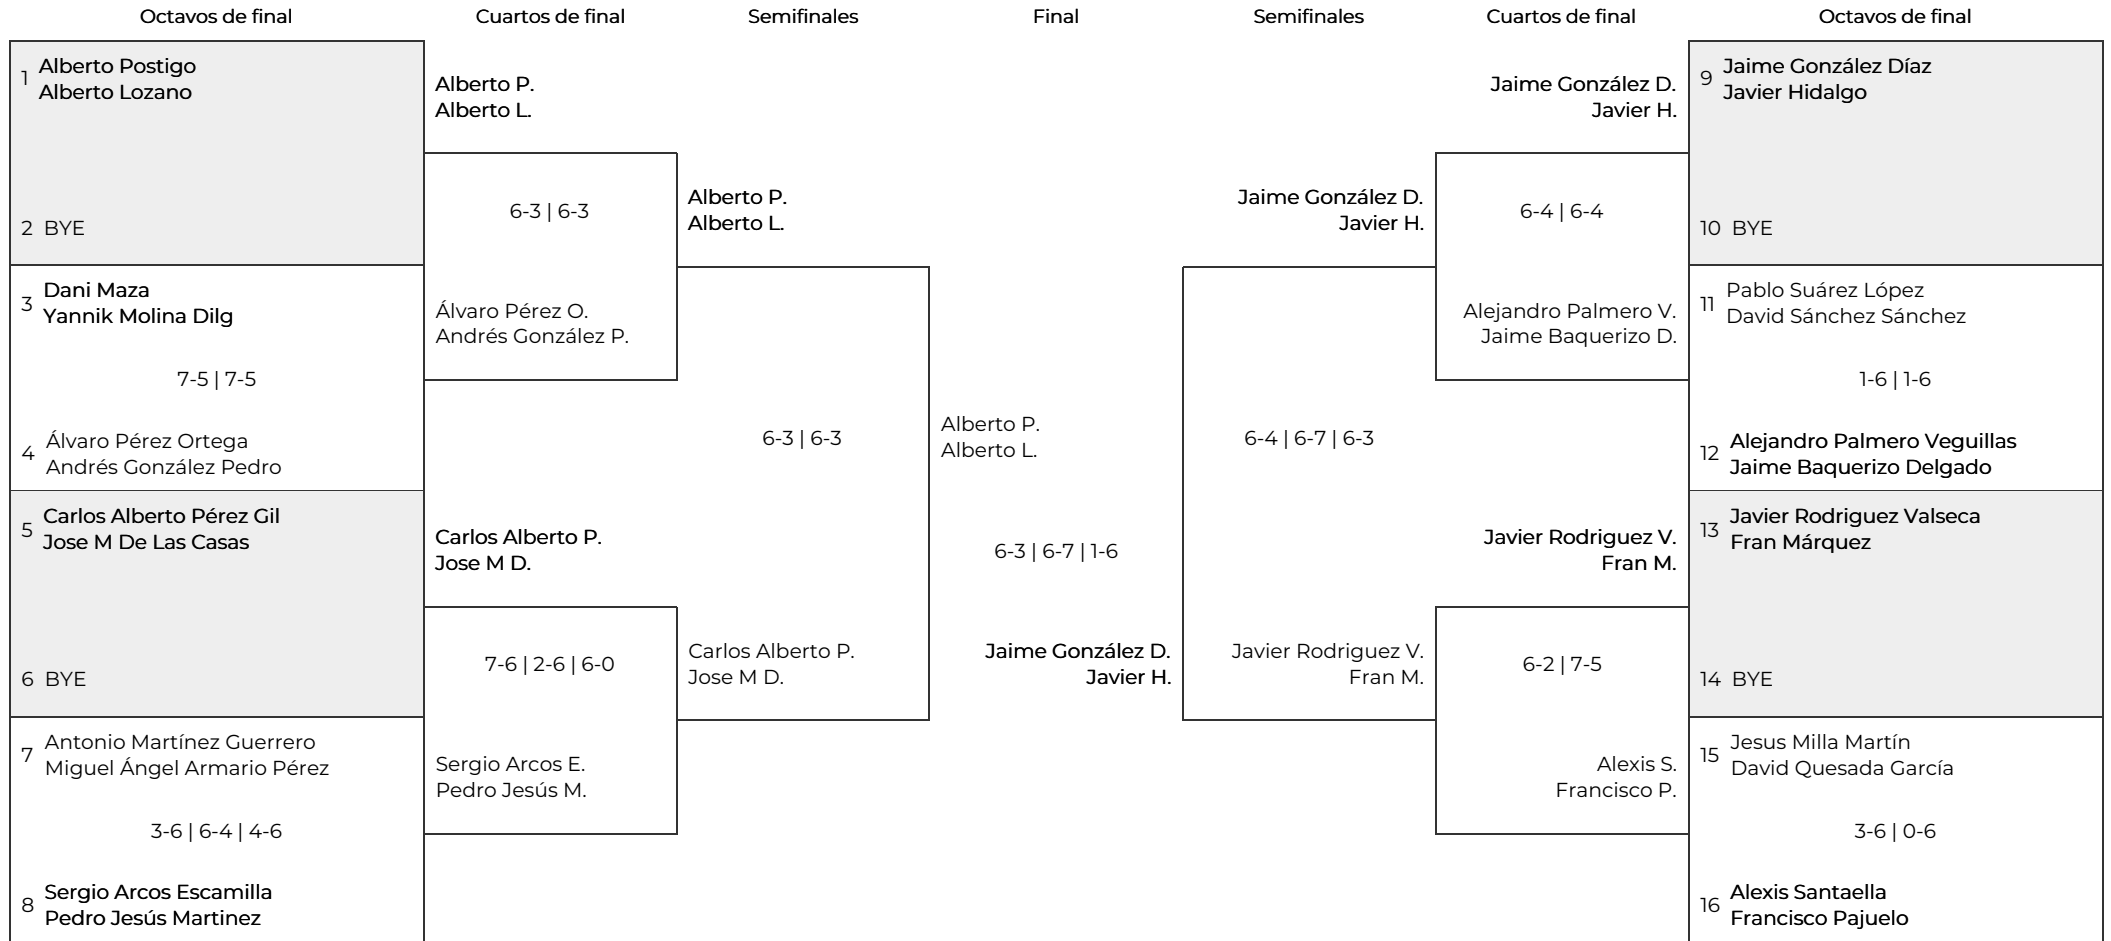 Octavos de final
Cuartos de final
Semifinales
Final
Semifinales
Cuartos de final
Octavos de final
1
Alberto Postigo
Alberto Lozano
2 BYE
3
Dani Maza
Yannik Molina Dilg
7-5 | 7-5
4
Álvaro Pérez Ortega
Andrés González Pedro
5
Carlos Alberto Pérez Gil
Jose M De Las Casas
6 BYE
7
Antonio Martínez Guerrero
Miguel Ángel Armario Pérez
3-6 | 6-4 | 4-6
8
Sergio Arcos Escamilla
Pedro Jesús Martinez
Alberto P.
Alberto L.
6-3 | 6-3
Álvaro Pérez O.
Andrés González P.
Carlos Alberto P.
Jose M D.
7-6 | 2-6 | 6-0
Sergio Arcos E.
Pedro Jesús M.
Alberto P.
Alberto L.
6-3 | 6-3
Carlos Alberto P.
Jose M D.
Alberto P.
Alberto L.
6-3 | 6-7 | 1-6
Jaime González D.
Javier H.
Jaime González D.
Javier H.
6-4 | 6-7 | 6-3
Javier Rodriguez V.
Fran M.
Jaime González D.
Javier H.
6-4 | 6-4
Alejandro Palmero V.
Jaime Baquerizo D.
Javier Rodriguez V.
Fran M.
6-2 | 7-5
Alexis S.
Francisco P.
9
Jaime González Díaz
Javier Hidalgo
10 BYE
11
Pablo Suárez López
David Sánchez Sánchez
1-6 | 1-6
12
Alejandro Palmero Veguillas
Jaime Baquerizo Delgado
13
Javier Rodriguez Valseca
Fran Márquez
14 BYE
15
Jesus Milla Martín
David Quesada García
3-6 | 0-6
16
Alexis Santaella
Francisco Pajuelo